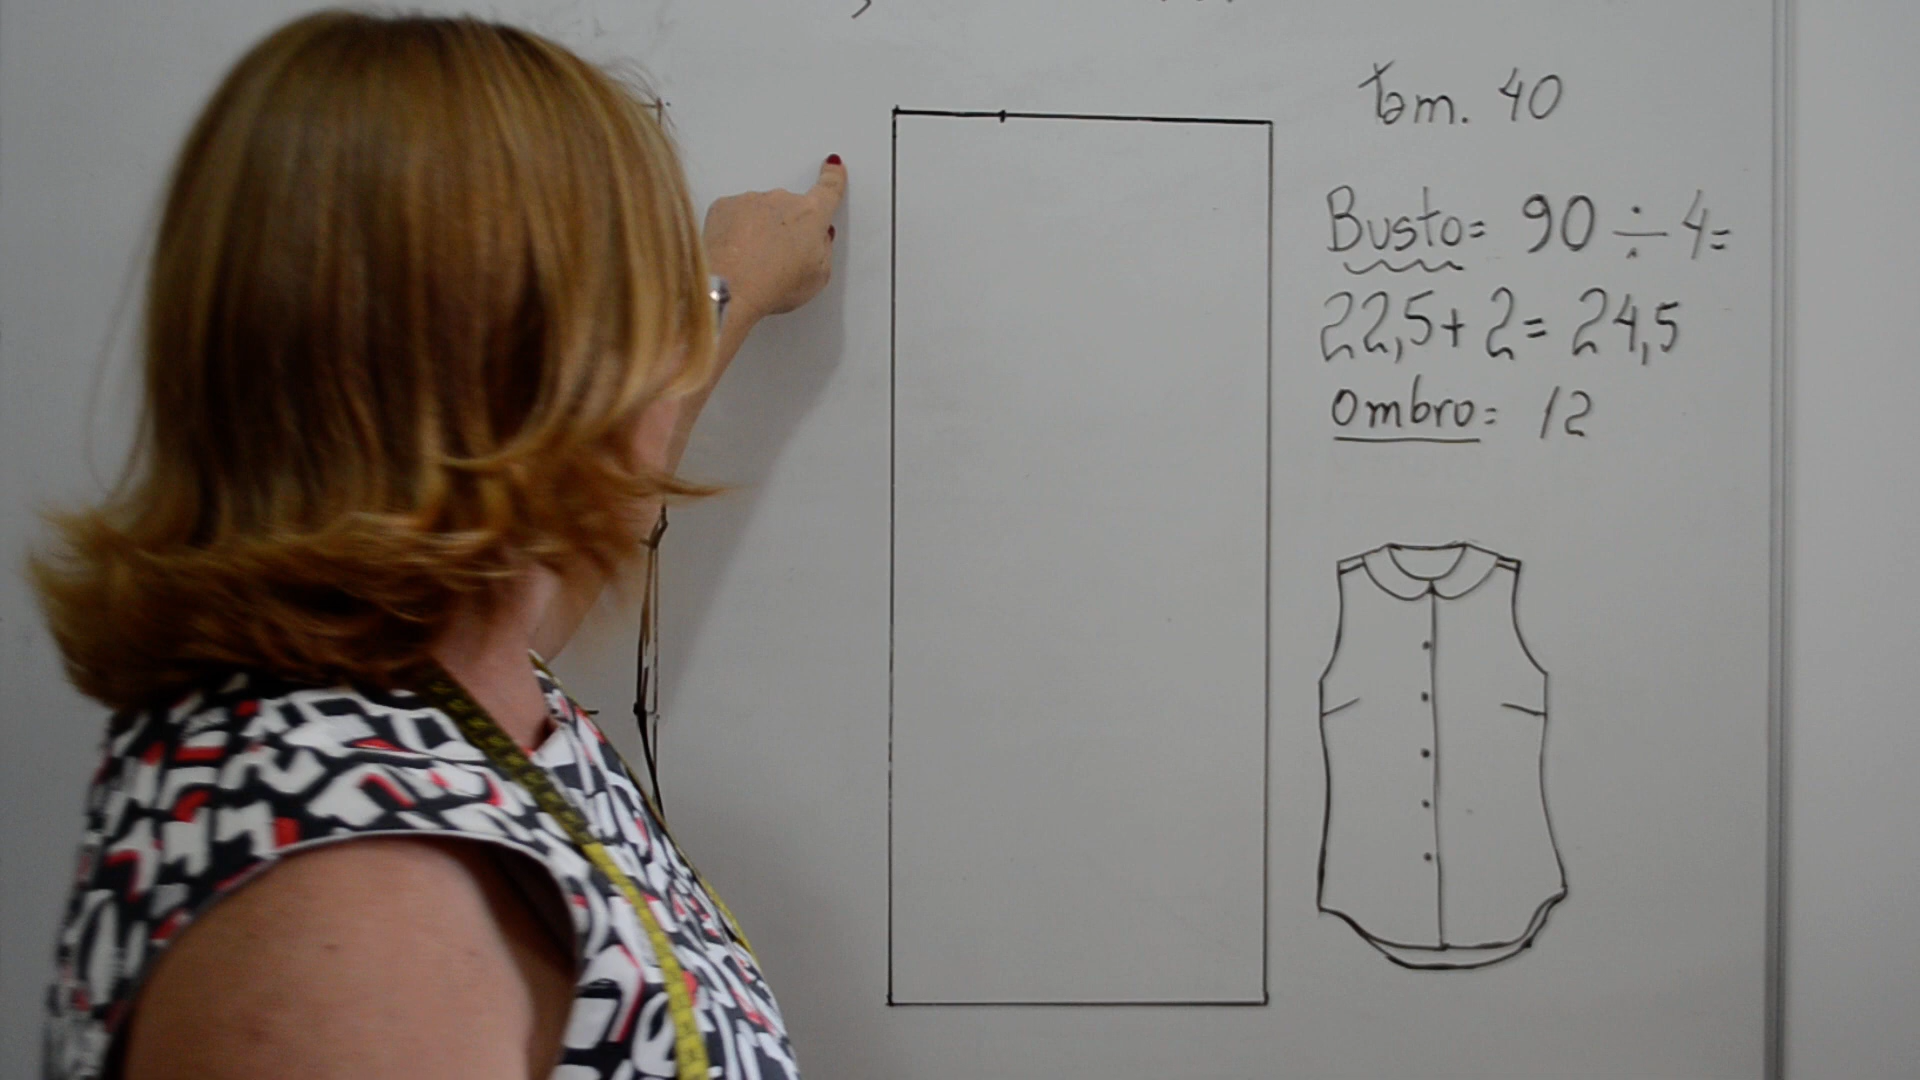 Tam. 40
Busto= 90 ÷ 4=
22,5+ 2= 24,5
Ombro= 12